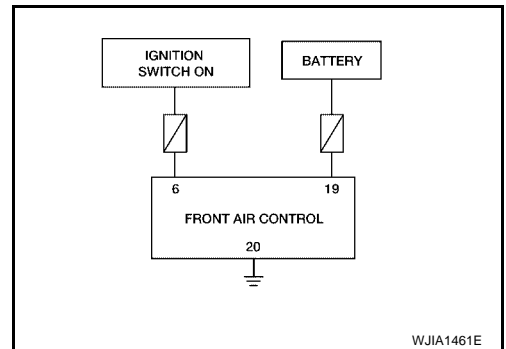 IGNITION
SWITCH ON
BATTERY
6
19
FRONT AIR CONTROL
20
WJIA1461E